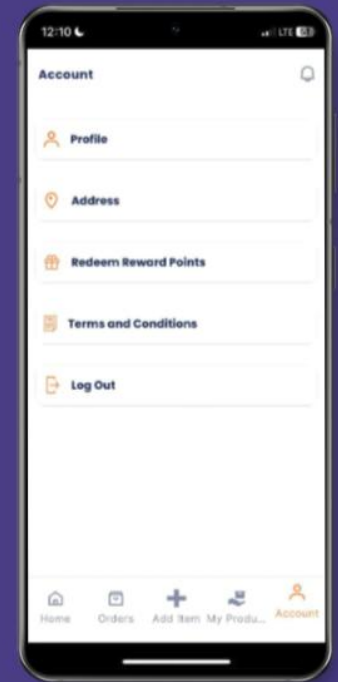 12:10
LTE
Account
Profile
Address
Redeem Reward Points
Terms and Conditions
Log Out
Home Orders Add Item My Produ... Account